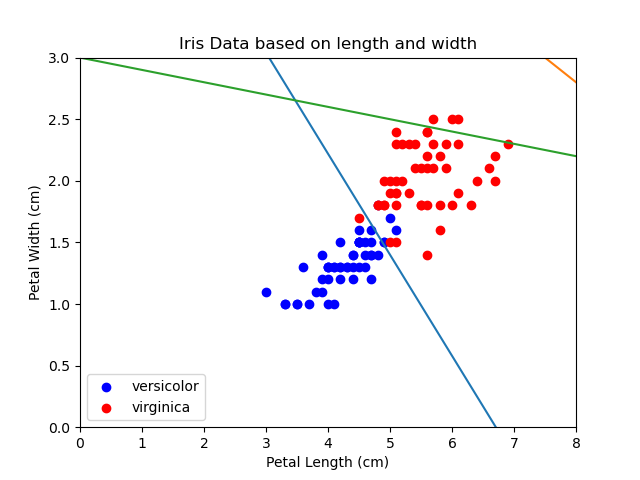 Iris Data based on length and width
3.0
2.5
2.0
1.5
1.0
0.5
0.0
Petal Width (cm)
versicolor
virginica
0 1 2 3 4 5 6 7 8
Petal Length (cm)